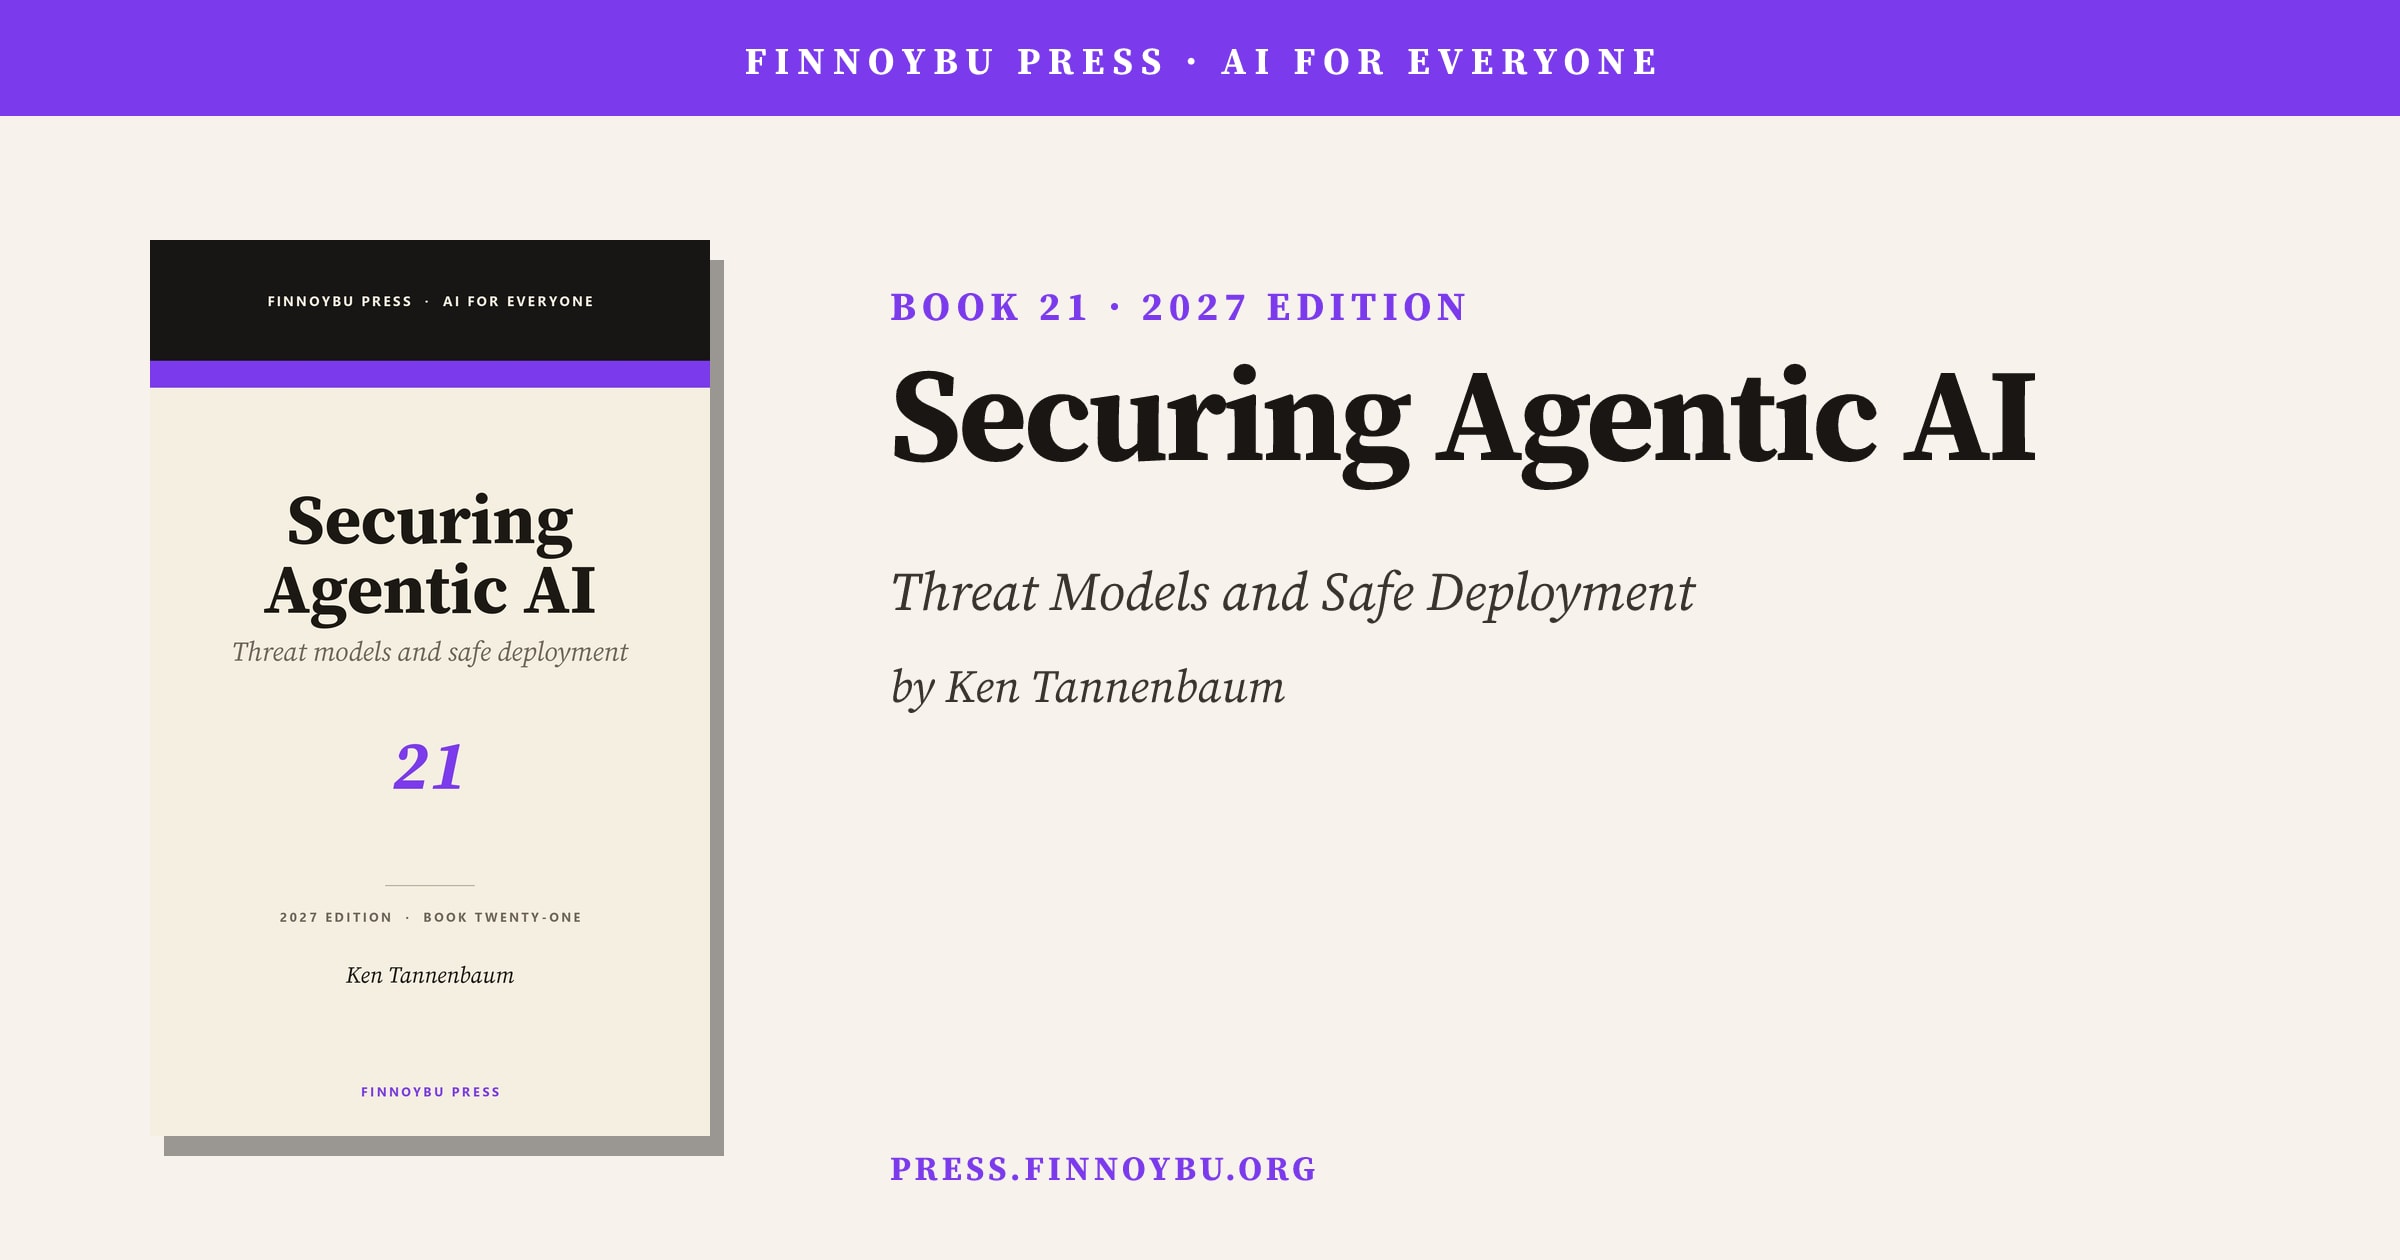 FINNOYBU PRESS · AI FOR EVERYONE
FINNOYBU PRESS · AI FOR EVERYONE
Securing
Agentic AI
Threat models and safe deployment
21
2027 EDITION · BOOK TWENTY-ONE
Ken Tannenbaum
FINNOYBU PRESS
BOOK 21 · 2027 EDITION
Securing Agentic AI
Threat Models and Safe Deployment
by Ken Tannenbaum
PRESS.FINNOYBU.ORG